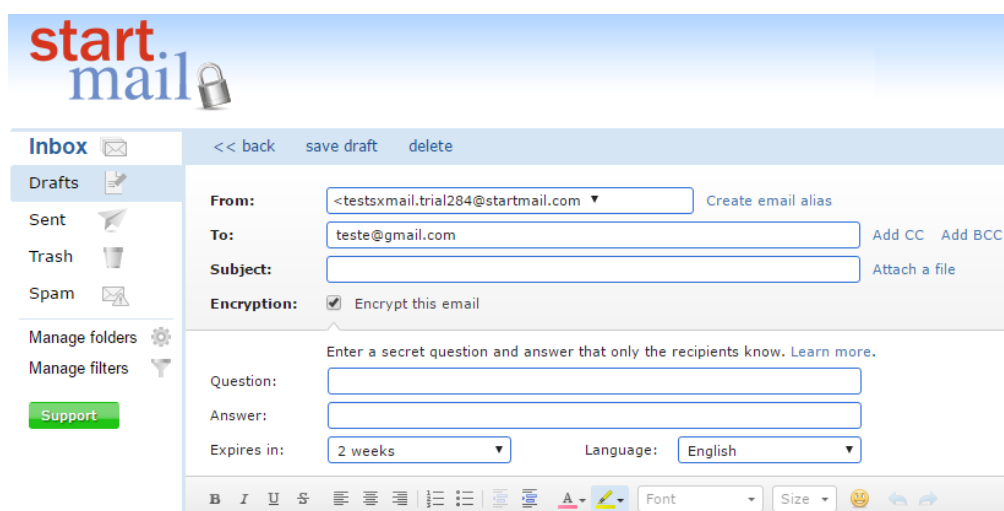 start
mail
Inbox
<< back save draft delete
Drafts
From: <testsxmail.trial284@startmail.com Create email alias
Sent
To: teste@gmail.com Add CC Add BCC
Trash
Subject: Attach a file
Spam
Encryption: Encrypt this email
Manage folders
Enter a secret question and answer that only the recipients know. Learn more.
Manage filters
Question:
Support
Answer:
Expires in: 2 weeks Language: English
B I U S A Font Size